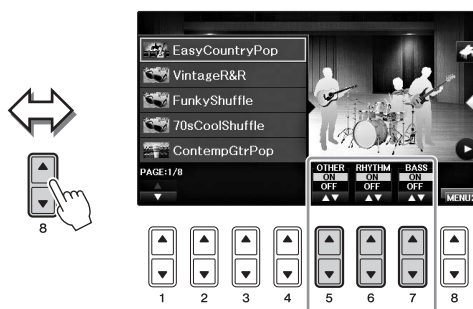 EasyCountryPop
VintageR&R
FunkyShuffle
70sCoolShuffle
ContempGtrPop
PAGE:1/8
OTHER RHYTHM BASS
ON ON ON
OFF OFF OFF
MENU
8
1 2 3 4 5 6 7 8